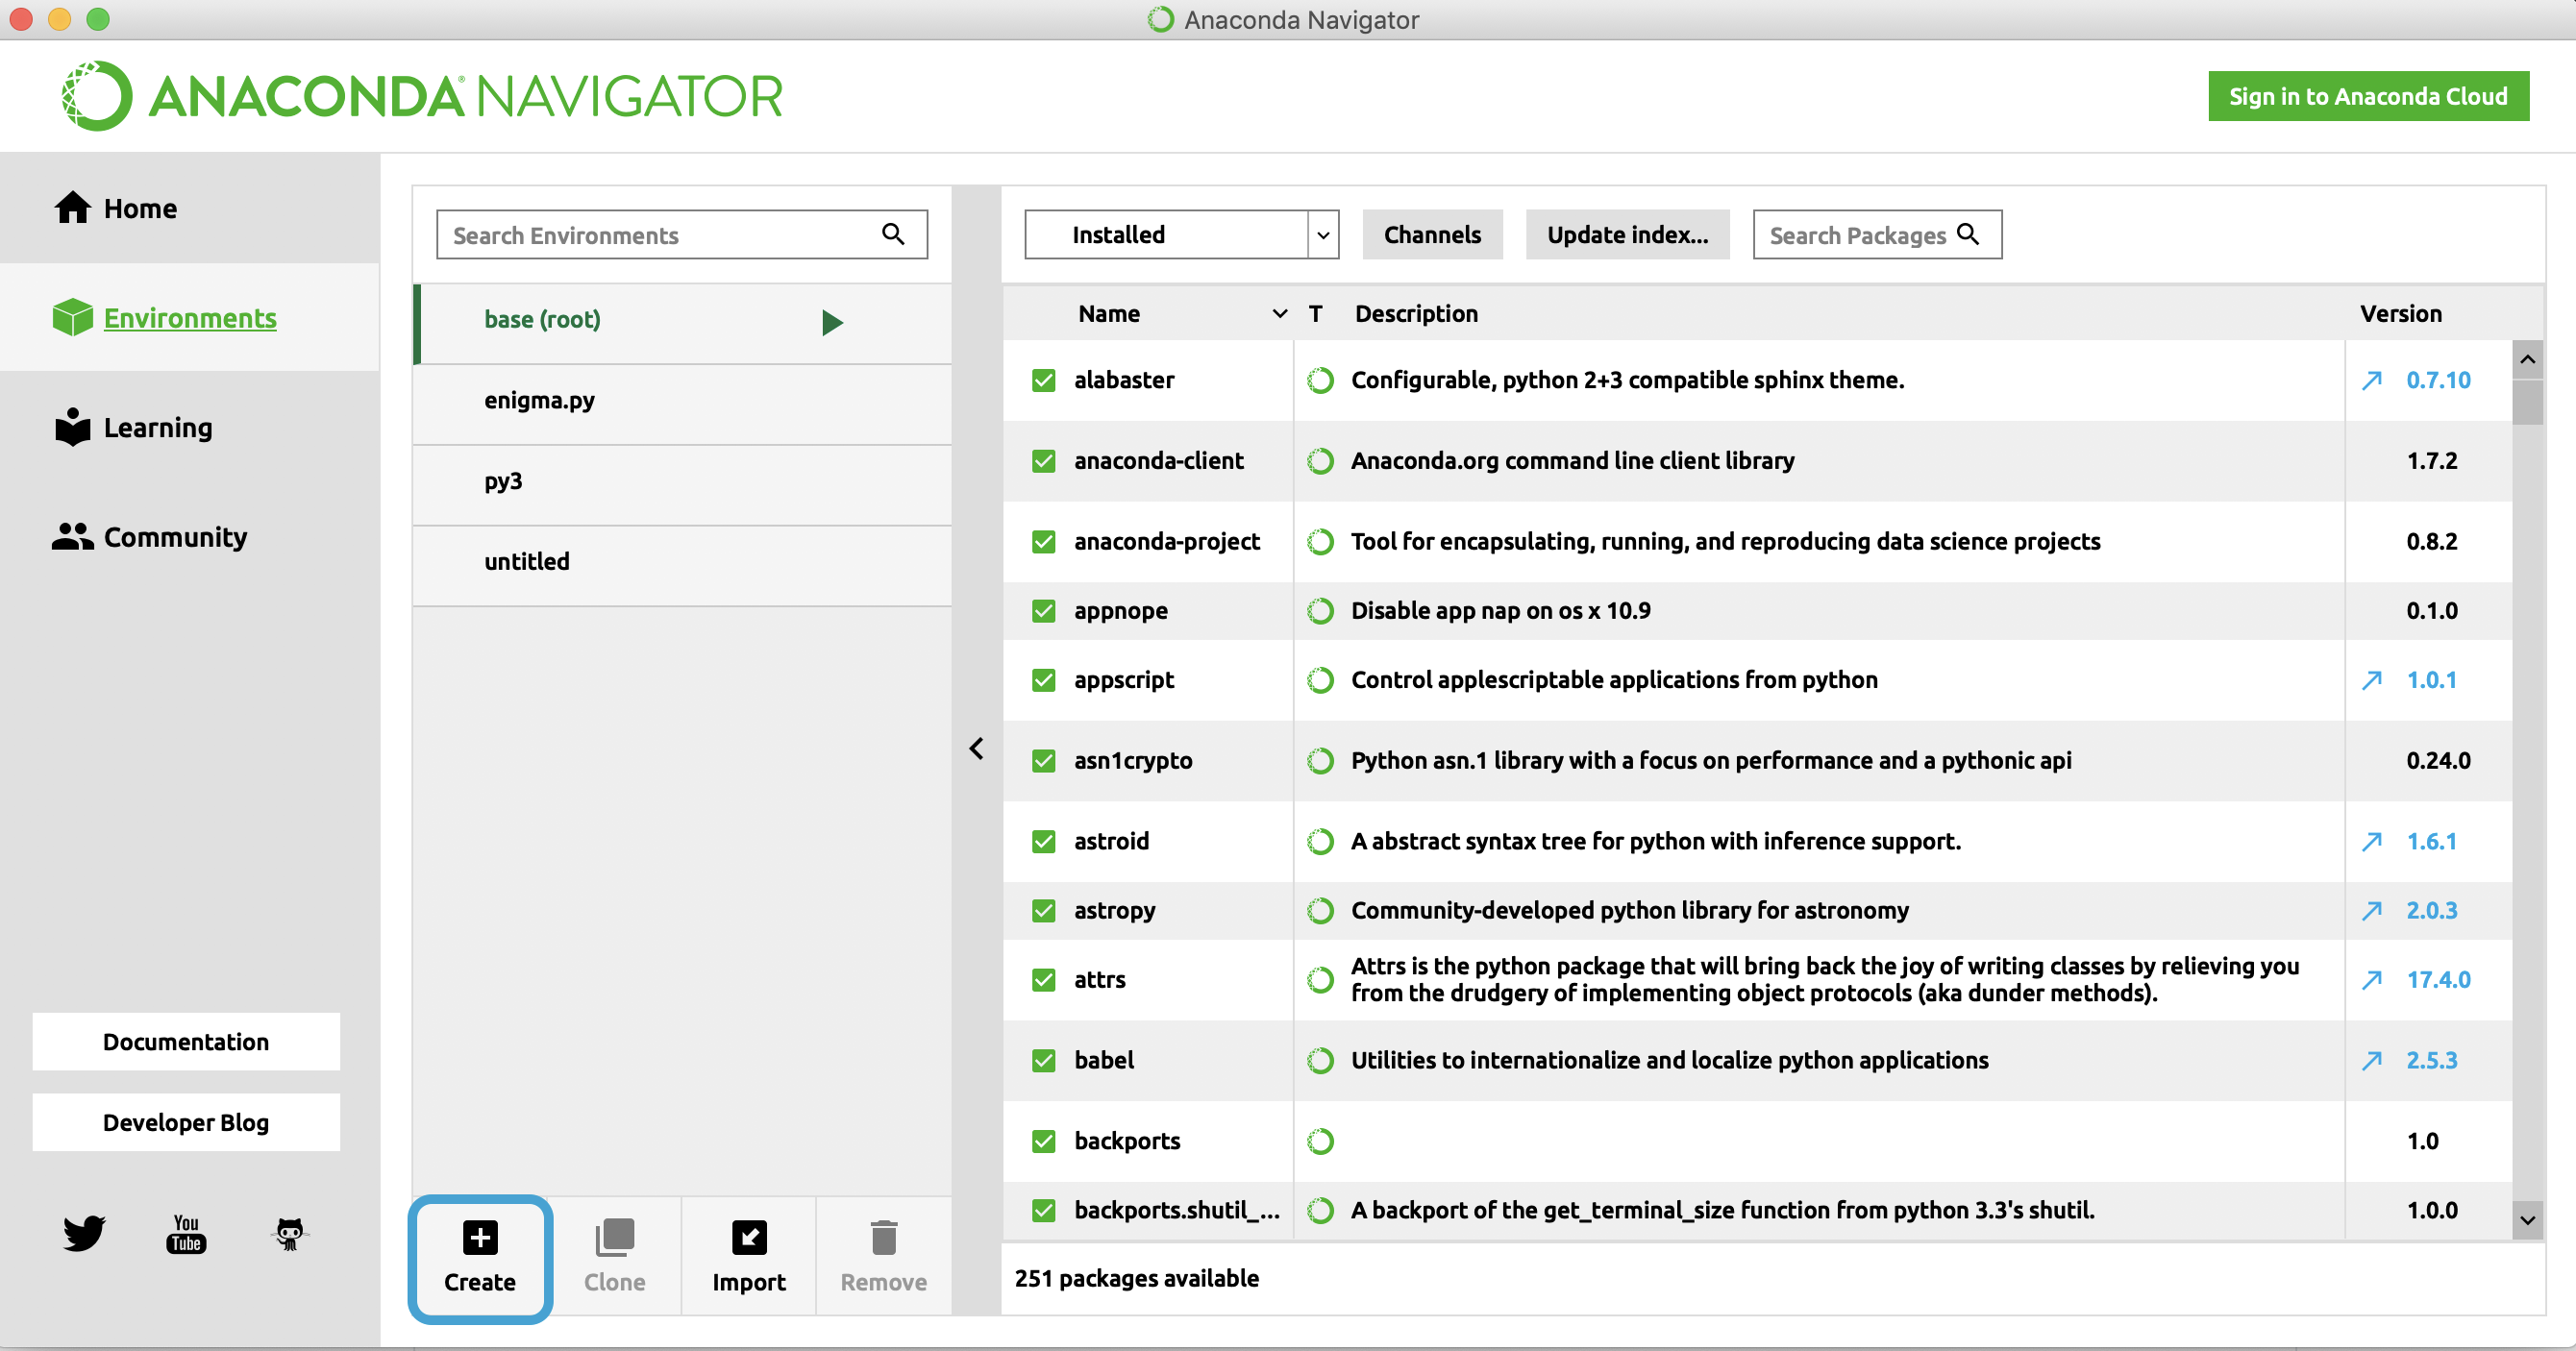 Anaconda Navigator
ANACONDA® NAVIGATOR
Sign in to Anaconda Cloud
Home
Environments
Learning
Community
Documentation
Developer Blog
You
Tube
Search Environments
base (root)
enigma.py
py3
untitled
Create
Clone
Import
Remove
Installed
Channels
Update index...
Search Packages
Name T Description Version
alabaster Configurable, python 2+3 compatible sphinx theme. 0.7.10
anaconda-client Anaconda.org command line client library 1.7.2
anaconda-project Tool for encapsulating, running, and reproducing data science projects 0.8.2
appnope Disable app nap on os x 10.9 0.1.0
appscript Control applescriptable applications from python 1.0.1
asn1crypto Python asn.1 library with a focus on performance and a pythonic api 0.24.0
astroid A abstract syntax tree for python with inference support. 1.6.1
astropy Community-developed python library for astronomy 2.0.3
attrs Attrs is the python package that will bring back the joy of writing classes by relieving you
from the drudgery of implementing object protocols (aka dunder methods). 17.4.0
babel Utilities to internationalize and localize python applications 2.5.3
backports 1.0
backports.shutil_... A backport of the get_terminal_size function from python 3.3's shutil. 1.0.0
251 packages available